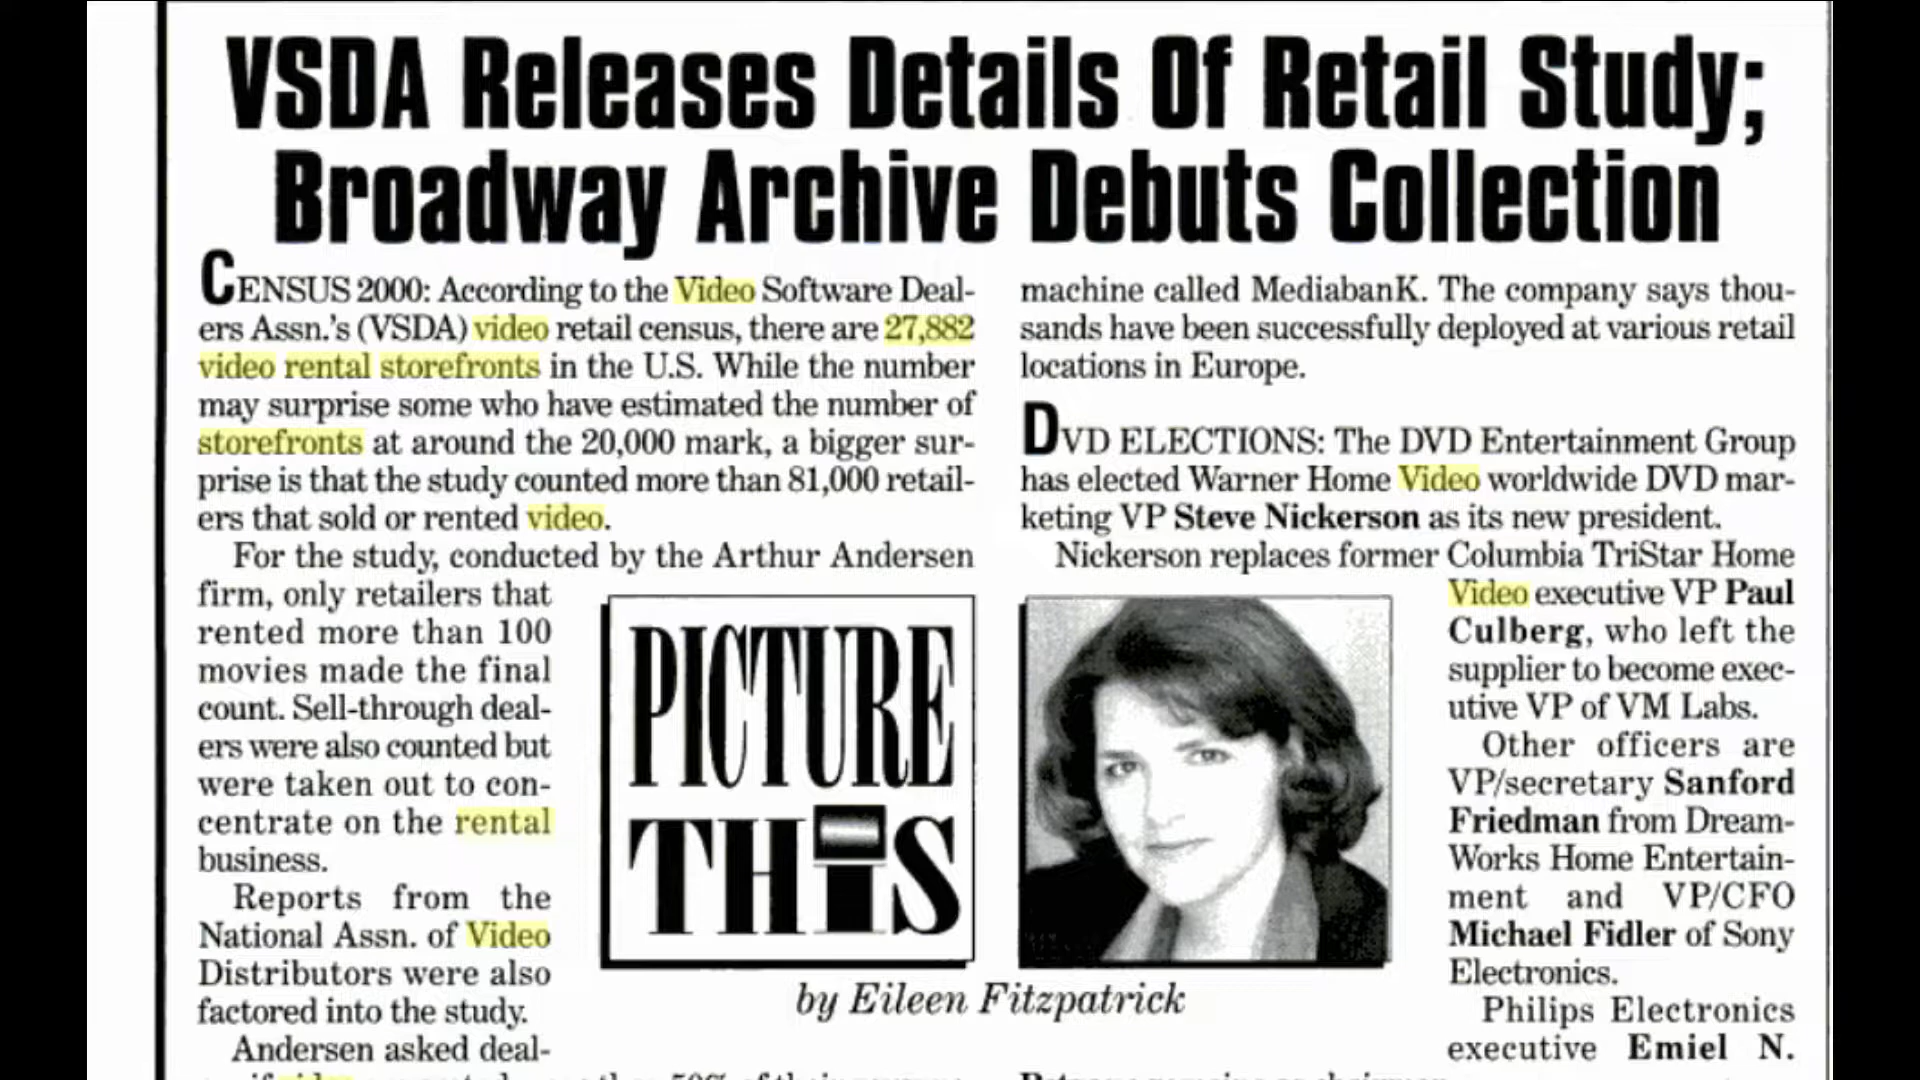 VSDA Releases Details Of Retail Study;
Broadway Archive Debuts Collection
CENSUS 2000: According to the Video Software Deal-
ers Assn.'s (VSDA) video retail census, there are 27,882
video rental storefronts in the U.S. While the number
may surprise some who have estimated the number of
storefronts at around the 20,000 mark, a bigger sur-
prise is that the study counted more than 81,000 retail-
ers that sold or rented video.
For the study, conducted by the Arthur Andersen
firm, only retailers that
rented more than 100
movies made the final
count. Sell-through deal-
ers were also counted but
were taken out to con-
centrate on the rental
business.
Reports from the
National Assn. of Video
Distributors were also
factored into the study.
Andersen asked deal-
PICTURE
THIS
by Eileen Fitzpatrick
machine called MediabanK. The company says thou-
sands have been successfully deployed at various retail
locations in Europe.
DVD ELECTIONS: The DVD Entertainment Group
has elected Warner Home Video worldwide DVD mar-
keting VP Steve Nickerson as its new president.
Nickerson replaces former Columbia TriStar Home
Video executive VP Paul
Culberg, who left the
supplier to become exec-
utive VP of VM Labs.
Other officers are
VP/secretary Sanford
Friedman from Dream-
Works Home Entertain-
ment and VP/CFO
Michael Fidler of Sony
Electronics.
Philips Electronics
executive Emiel N.